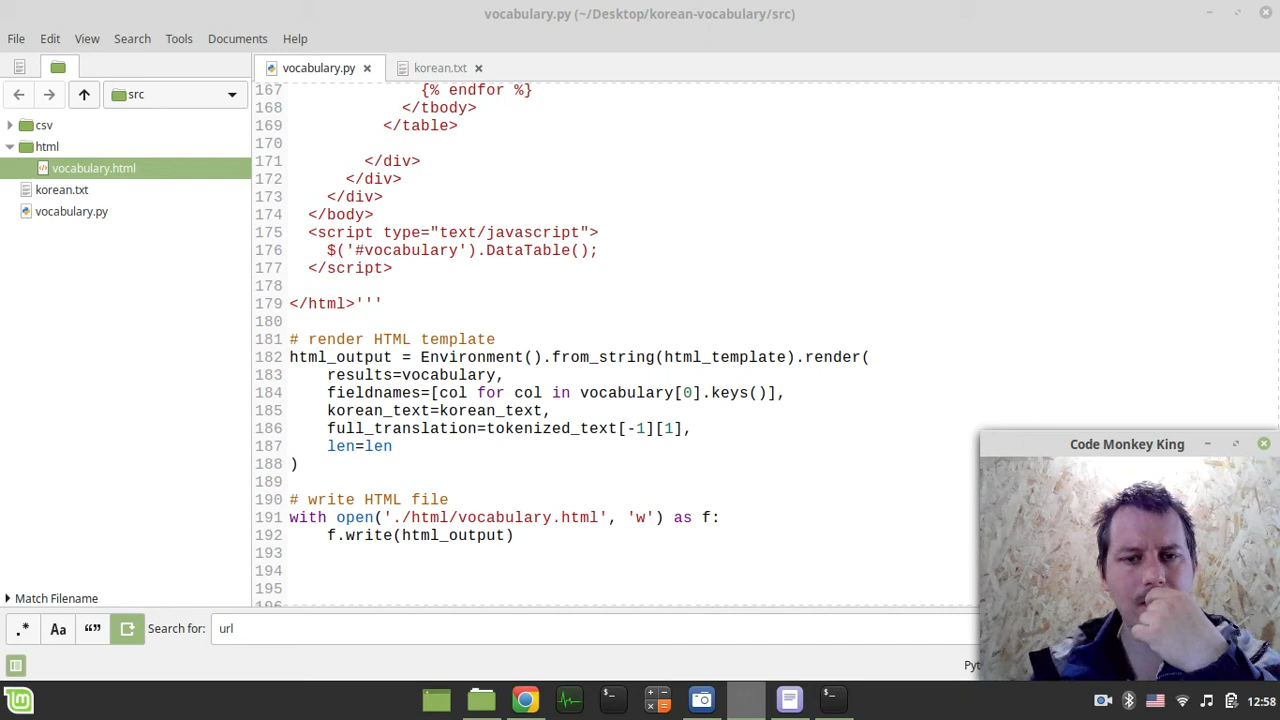 vocabulary.py (~/Desktop/korean-vocabulary/src)
File Edit View Search Tools Documents Help
src
csv
html
vocabulary.html
korean.txt
vocabulary.py
Match Filename
vocabulary.py
korean.txt
167 {% endfor %}
168 </tbody>
169 </table>
170
171 </div>
172 </div>
173 </div>
174 </body>
175 <script type="text/javascript">
176 $('#vocabulary').DataTable();
177 </script>
178
179 </html>'''
180
181 # render HTML template
182 html_output = Environment().from_string(html_template).render(
183 results=vocabulary,
184 fieldnames=[col for col in vocabulary[0].keys()],
185 korean_text=korean_text,
186 full_translation=tokenized_text[-1][1],
187 len=len
188 )
189
190 # write HTML file
191 with open('./html/vocabulary.html', 'w') as f:
192 f.write(html_output)
193
194
195
196
Code Monkey King
.* Aa “” Search for: url
Pyt
12:58